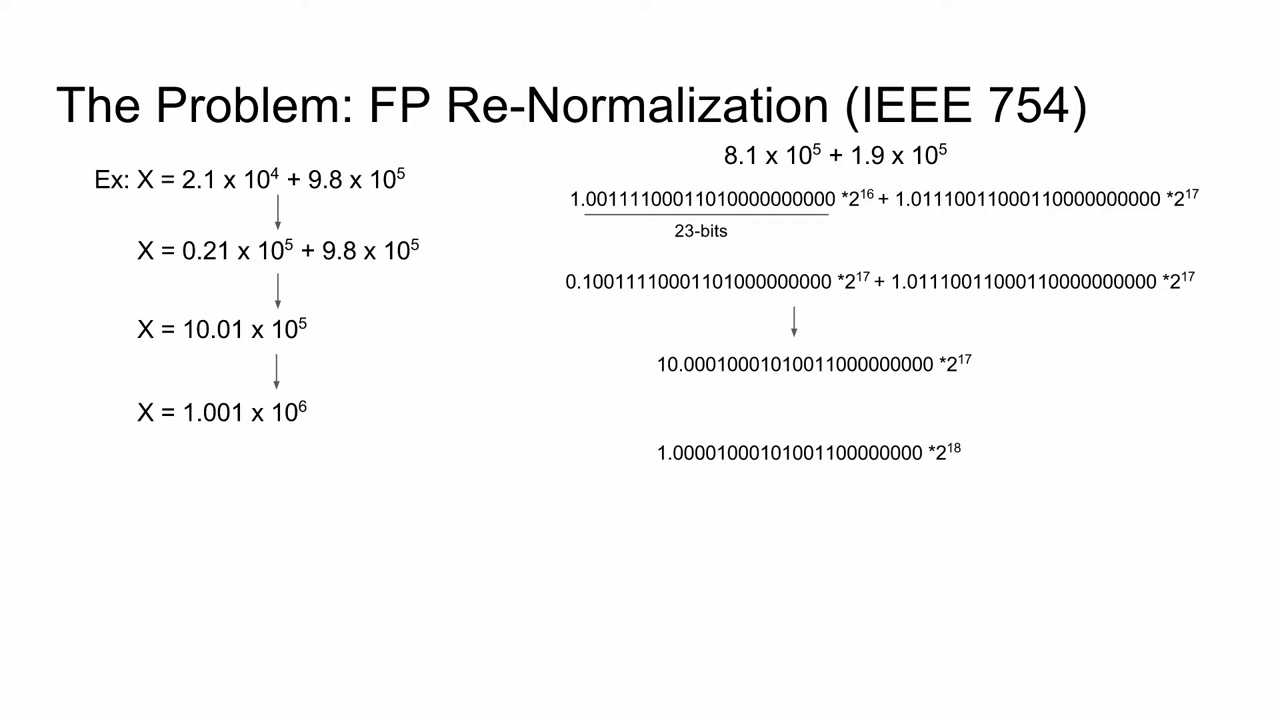 The Problem: FP Re-Normalization (IEEE 754)
Ex: X = 2.1 x 10⁴ + 9.8 x 10⁵
X = 0.21 x 10⁵ + 9.8 x 10⁵
X = 10.01 x 10⁵
X = 1.001 x 10⁶
8.1 x 10⁵ + 1.9 x 10⁵
1.00111100011010000000000 *2¹⁶ + 1.01110011000110000000000 *2¹⁷
23-bits
0.10011110001101000000000 *2¹⁷ + 1.01110011000110000000000 *2¹⁷
10.00010001010011000000000 *2¹⁷
1.00001000101001100000000 *2¹⁸